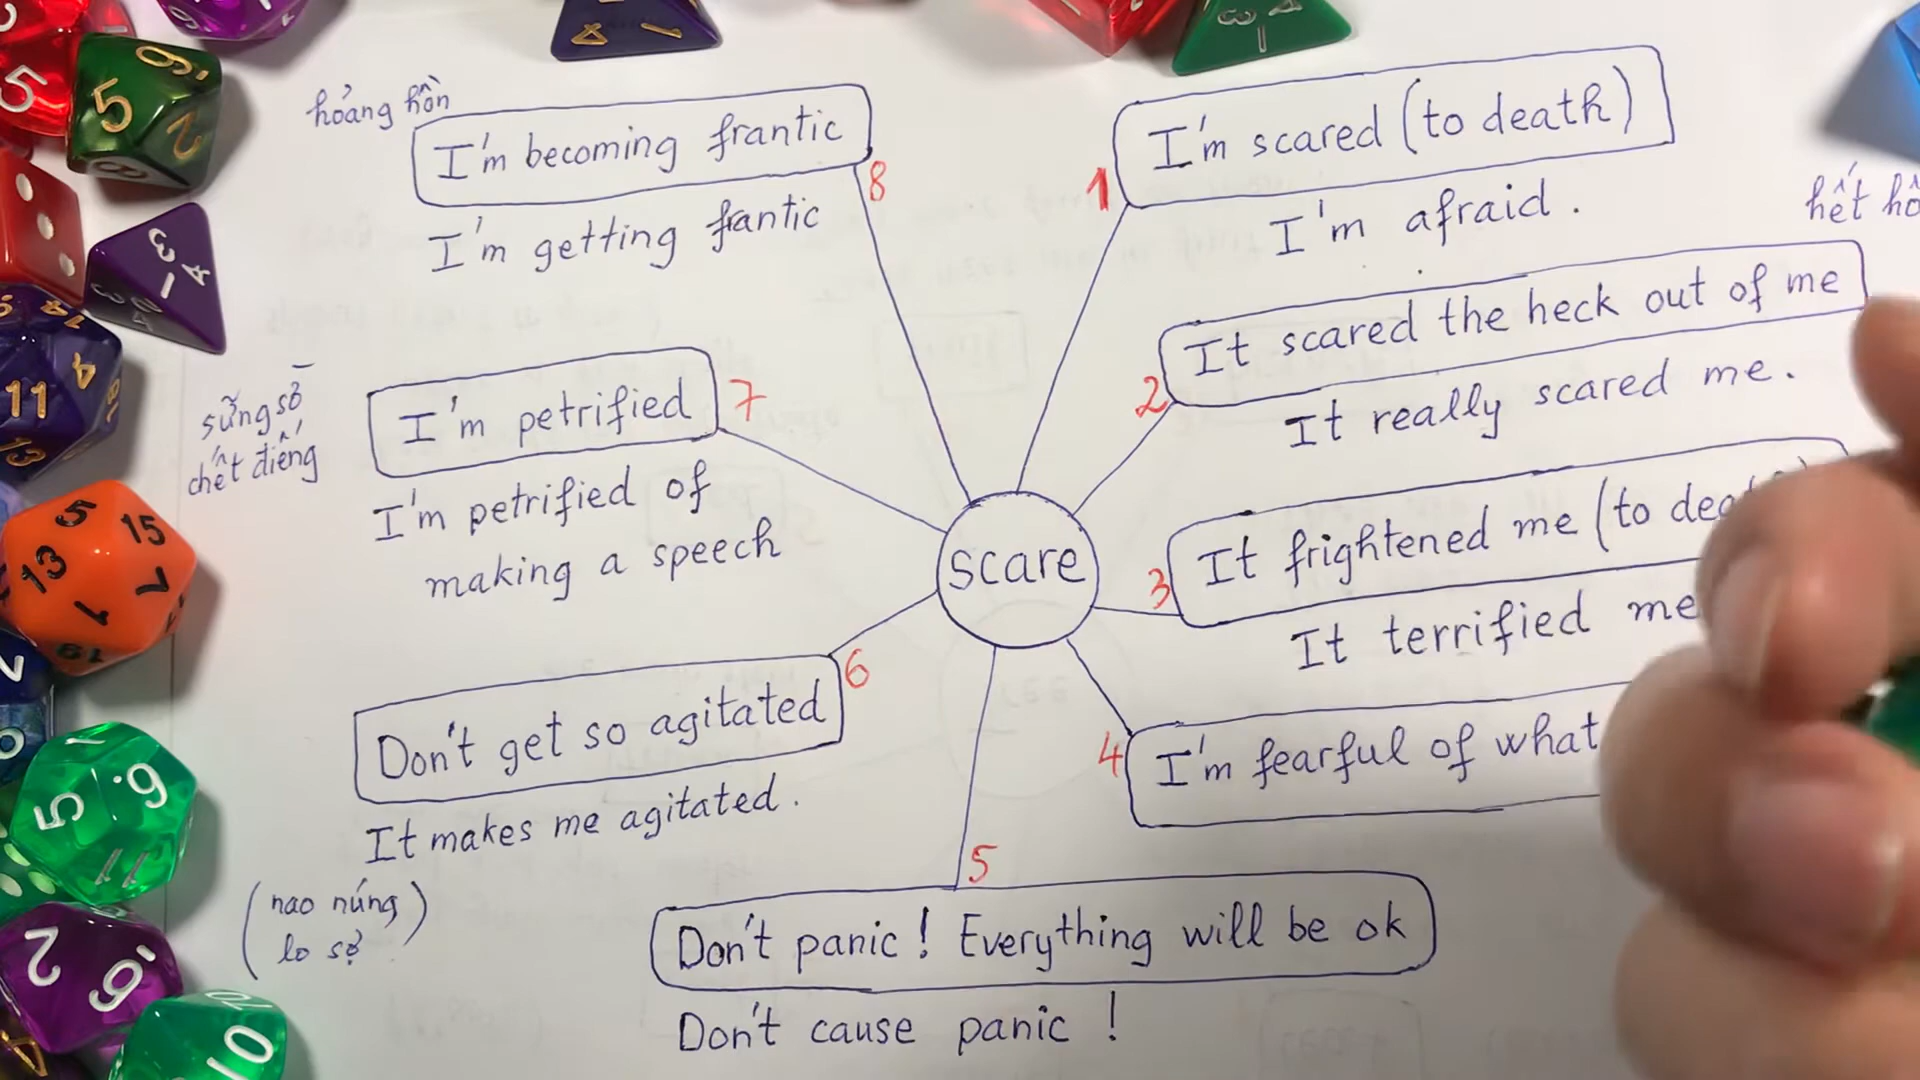 scare
1
I'm scared (to death)
I'm afraid.
hết
2
It scared the heck out of me
It really scared me.
3
It frightened me (to
It terrified me
4
I'm fearful of what
5
Don't panic! Everything will be ok
Don't cause panic!
6
Don't get so agitated
It makes me agitated.
(nao núng
lo sợ)
7
I'm petrified
I'm petrified of
making a speech
sững sờ
chết điếng
8
hoảng hồn
I'm becoming frantic
I'm getting frantic